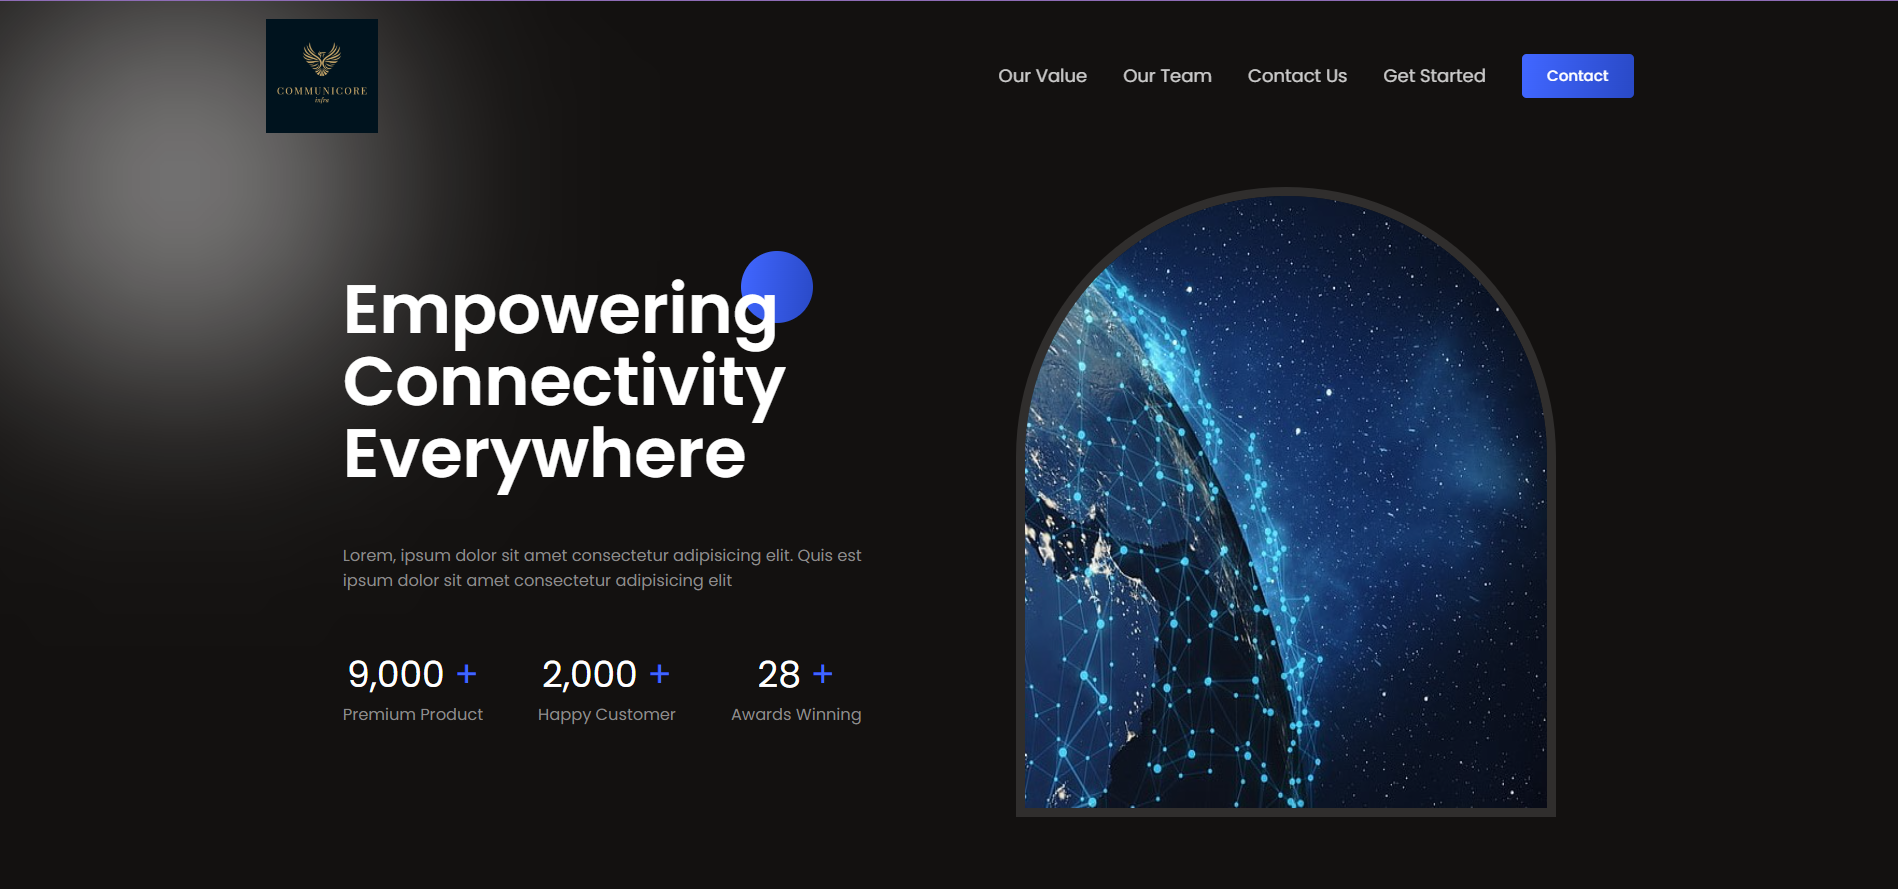 COMMUNICORE
infra
Our Value
Our Team
Contact Us
Get Started
Contact
Empowering
Connectivity
Everywhere
Lorem, ipsum dolor sit amet consectetur adipisicing elit. Quis est
ipsum dolor sit amet consectetur adipisicing elit
9,000 +
Premium Product
2,000 +
Happy Customer
28 +
Awards Winning